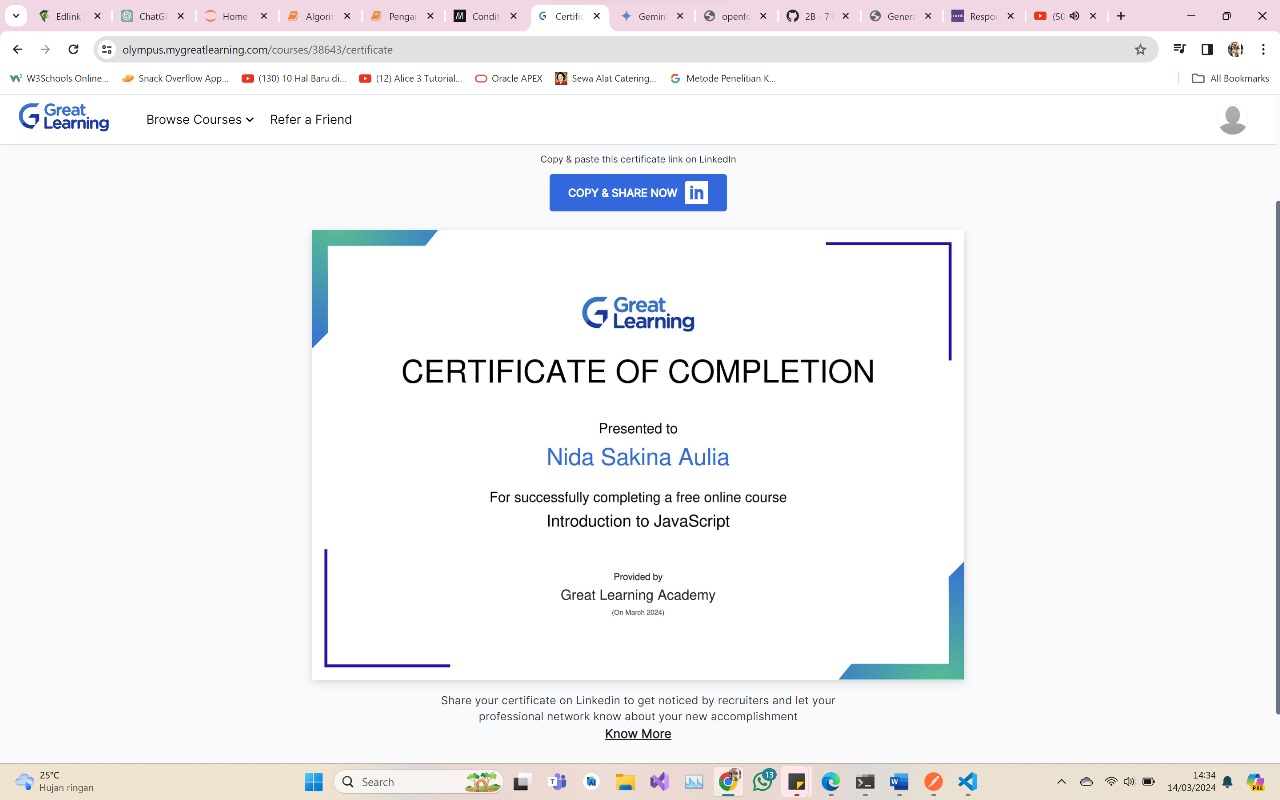 Edlink
ChatG
Home
Algorit
Pengar
Condit
Certific
Gemin
openfo
2B - 71
Genera
Respo
(50
olympus.mygreatlearning.com/courses/38643/certificate
W3Schools Online...
Snack Overflow App...
(130) 10 Hal Baru di...
(12) Alice 3 Tutorial...
Oracle APEX
Sewa Alat Catering...
Metode Penelitian K...
All Bookmarks
Great Learning
Browse Courses
Refer a Friend
Copy & paste this certificate link on LinkedIn
COPY & SHARE NOW in
Great
Learning
CERTIFICATE OF COMPLETION
Presented to
Nida Sakina Aulia
For successfully completing a free online course
Introduction to JavaScript
Provided by
Great Learning Academy
(On March 2024)
Share your certificate on Linkedin to get noticed by recruiters and let your
professional network know about your new accomplishment
Know More
25°C
Hujan ringan
Search
13
14:34
14/03/2024